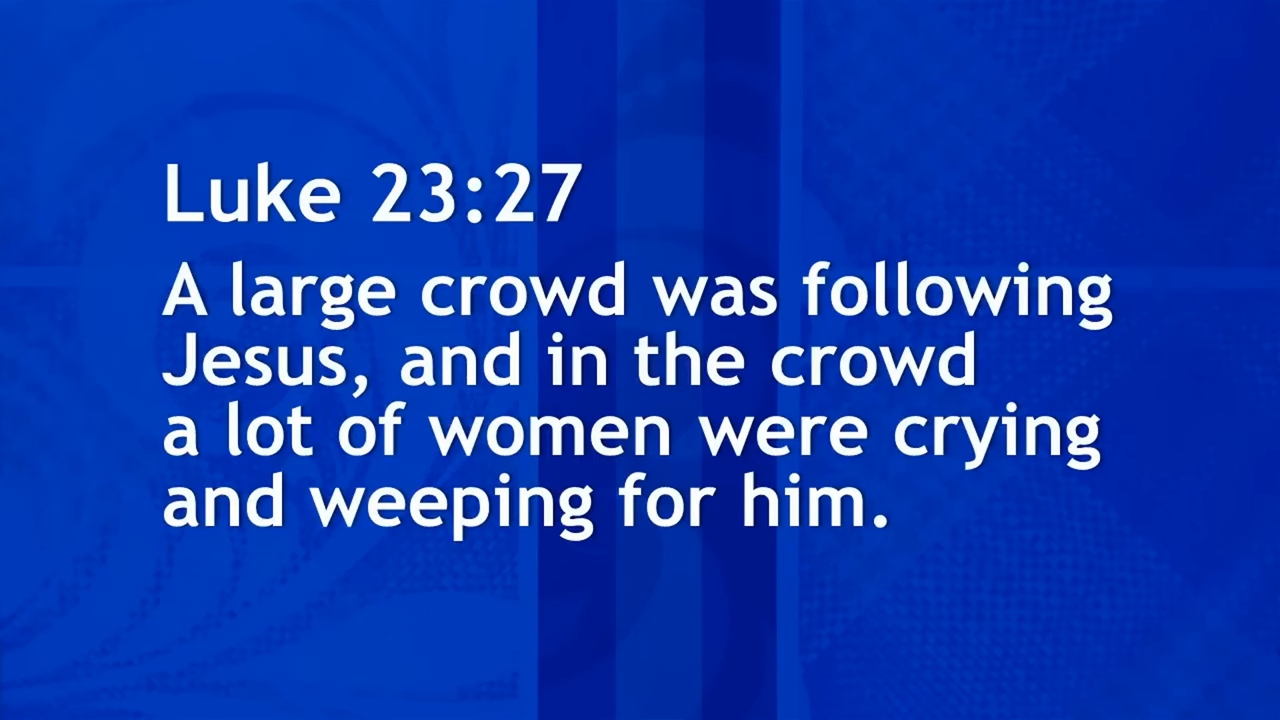 Luke 23:27
A large crowd was following
Jesus, and in the crowd
a lot of women were crying
and weeping for him.